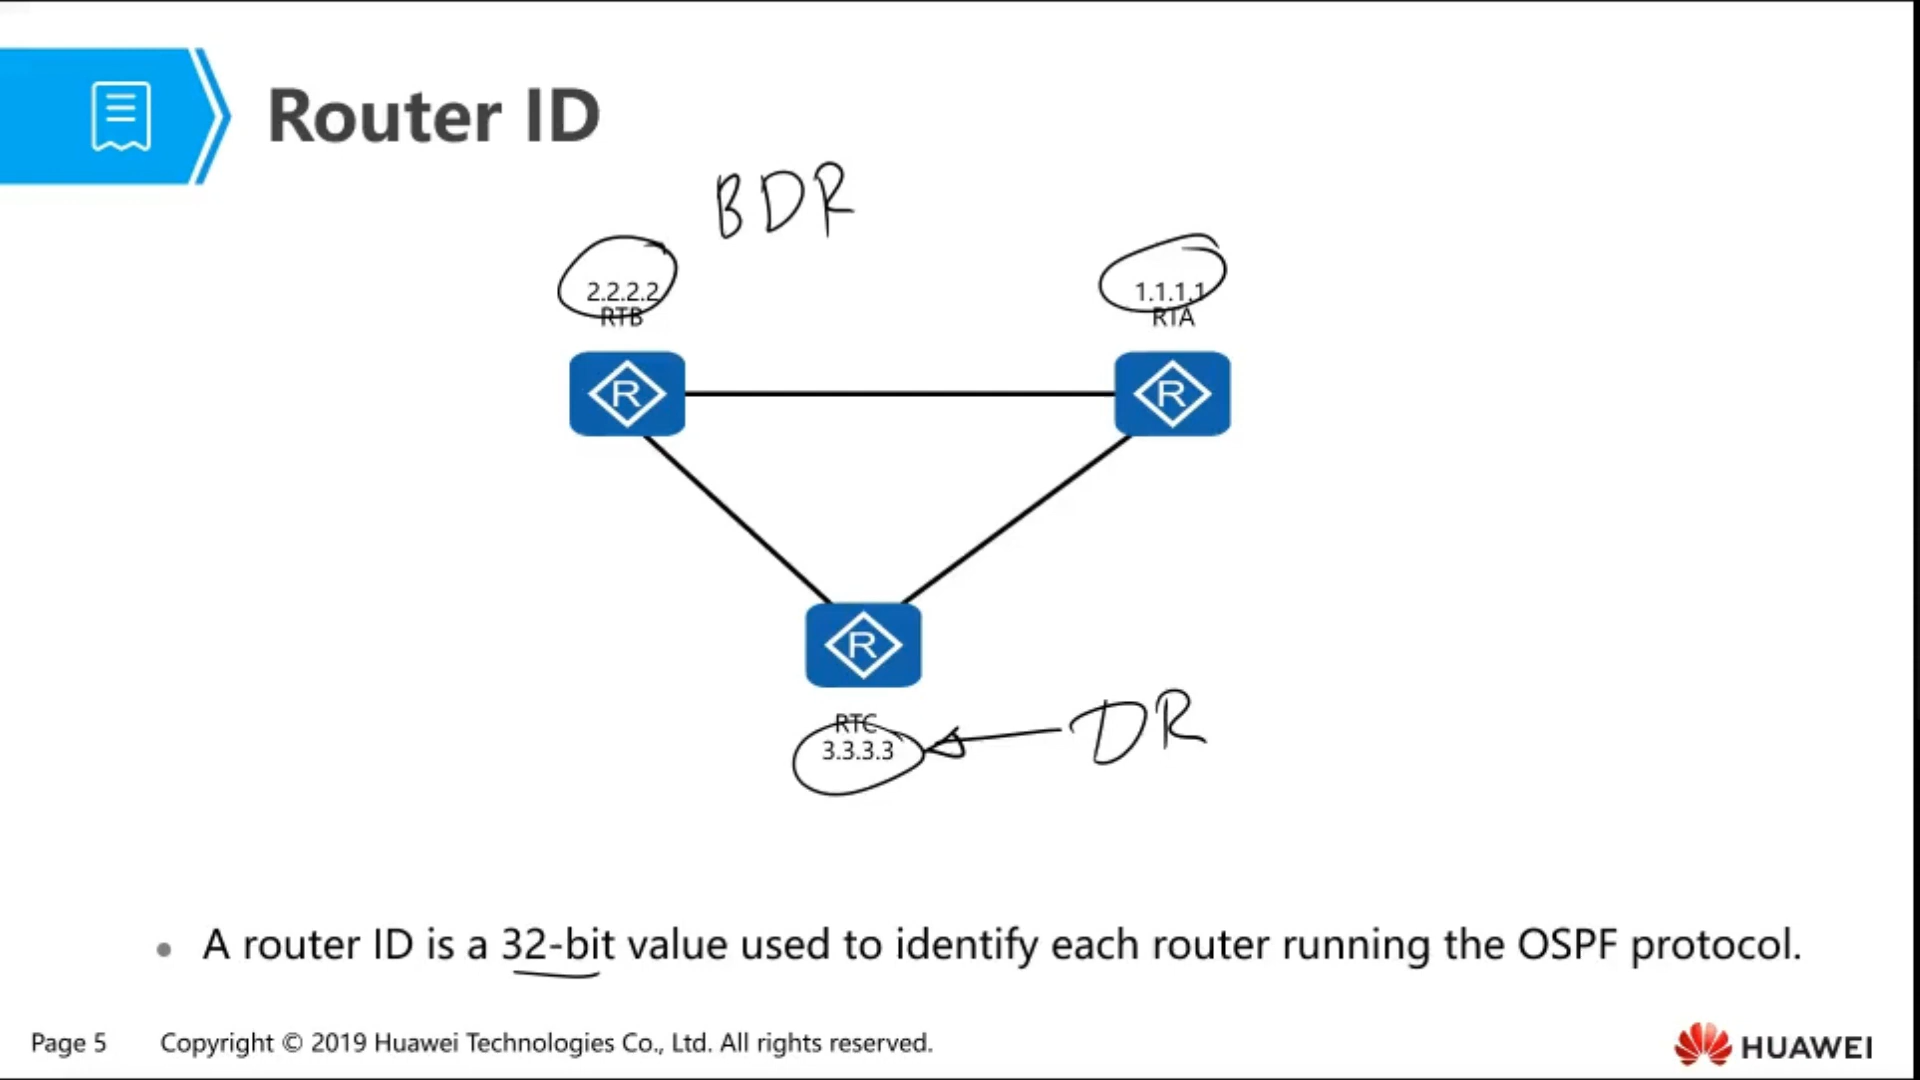 Router ID
BDR
2.2.2.2
RTB
1.1.1.1
RTA
R
R
R
RTC
3.3.3.3
DR
• A router ID is a 32-bit value used to identify each router running the OSPF protocol.
Page 5
Copyright © 2019 Huawei Technologies Co., Ltd. All rights reserved.
HUAWEI